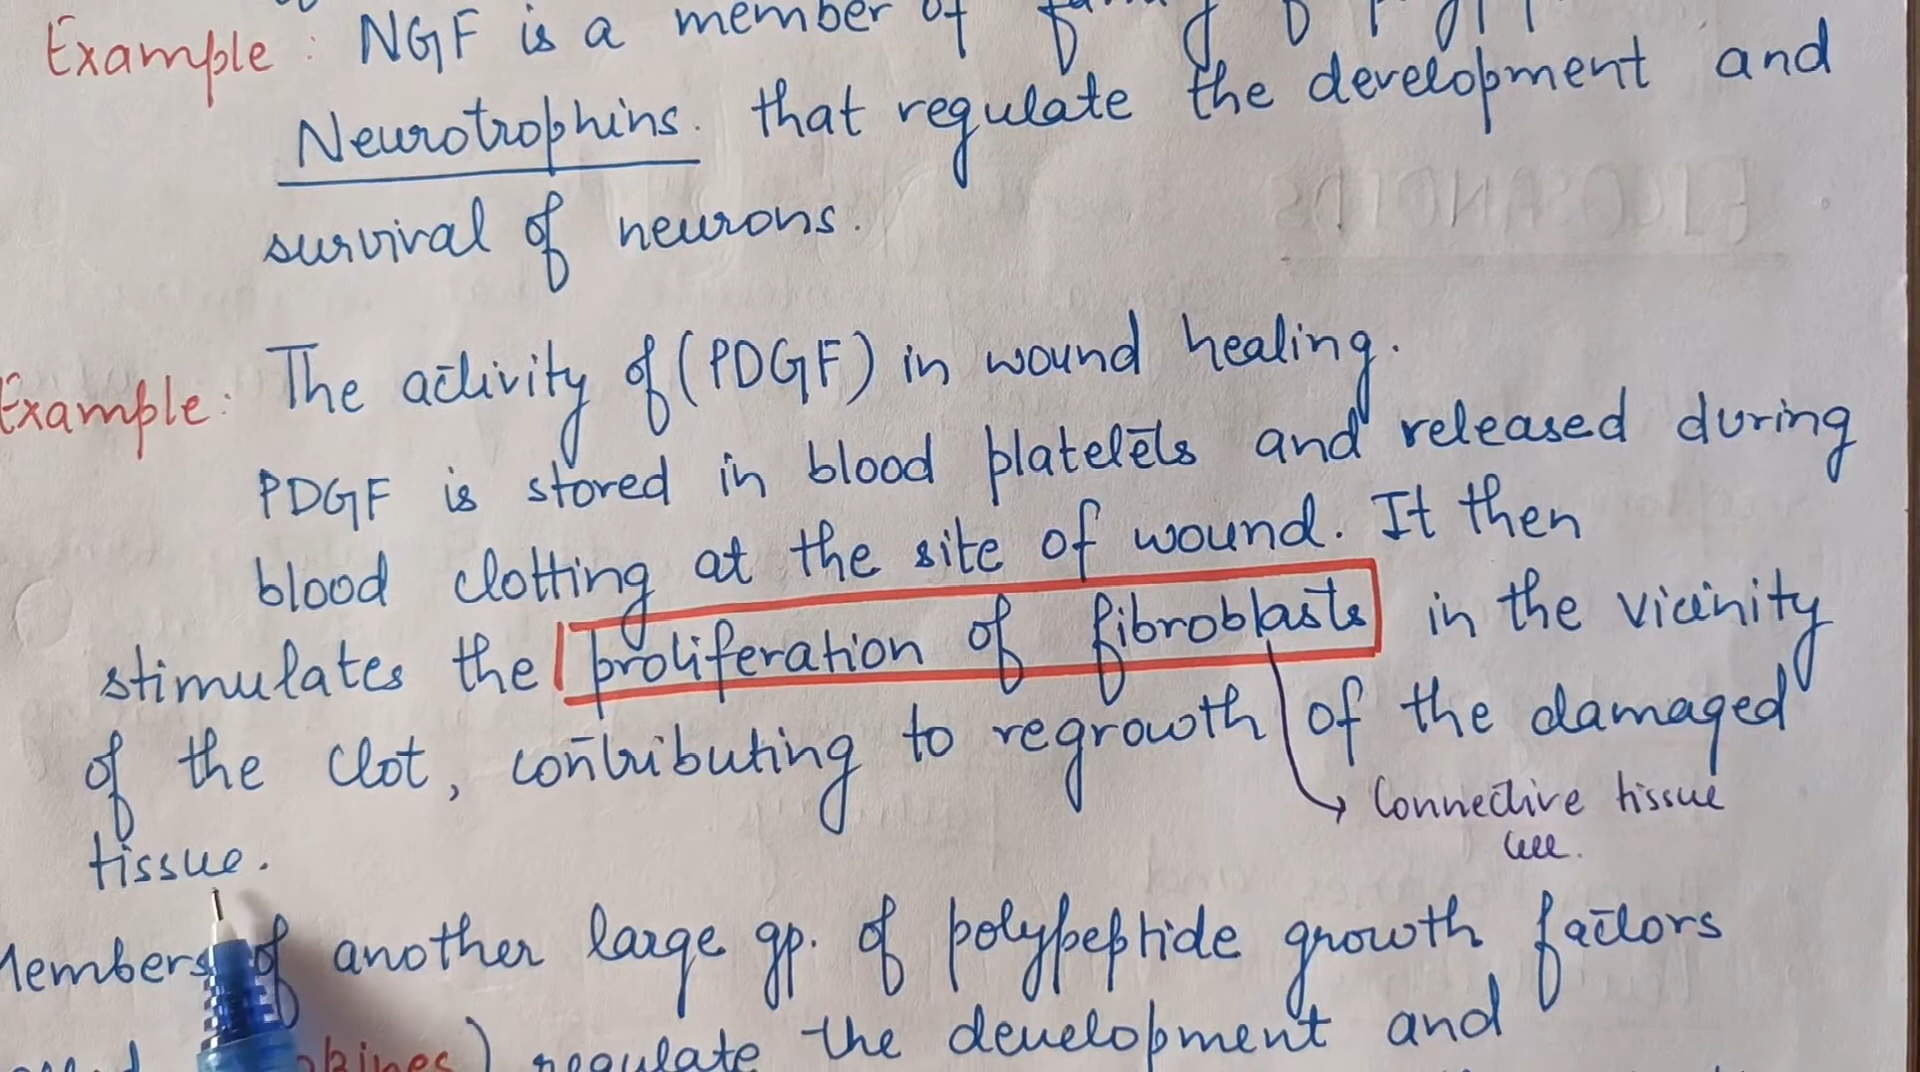 Example: NGF is a member of
Neurotrophins. that regulate the development and
survival of neurons.
Example: The activity of (PDGF) in wound healing.
PDGF is stored in blood platelets and released during
blood clotting at the site of wound. It then
stimulates the proliferation of fibroblasts in the vicinity
of the clot, contributing to regrowth of the damaged
→ Connective tissue
cell.
tissue.
Members of another large gp. of polypeptide growth factors
regulate the development and